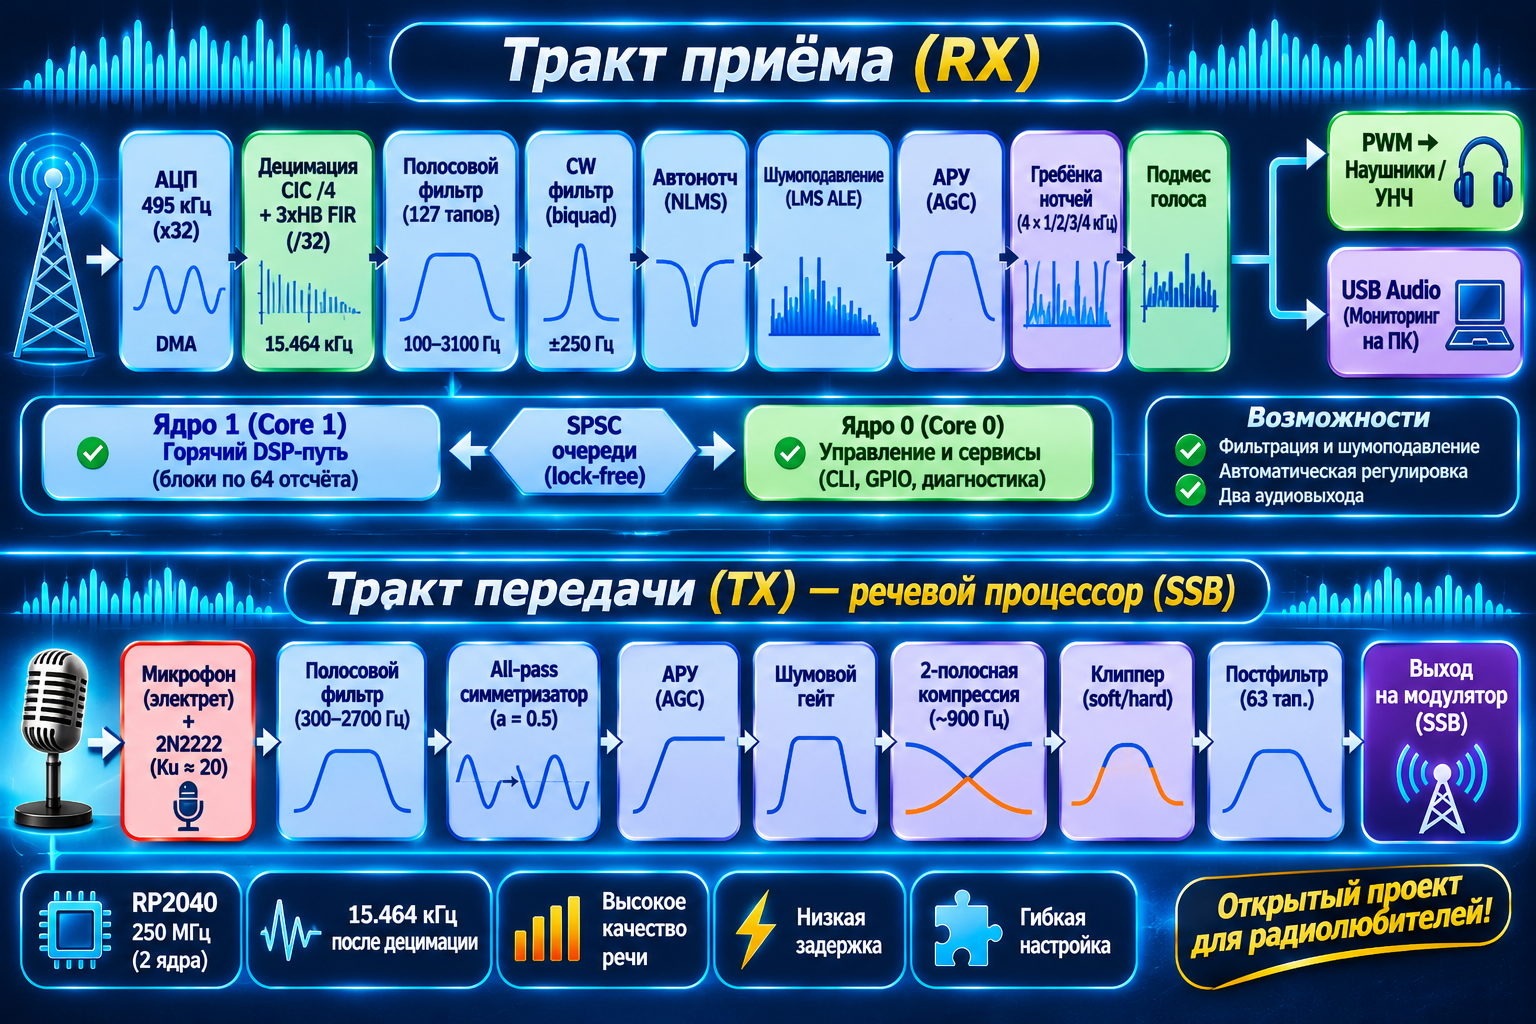 Тракт приёма (RX)
АЦП
495 кГц
(x32)
DMA
Децимация
CIC /4
+ 3xHB FIR
(/32)
15.464 кГц
Полосовой
фильтр
(127 тапов)
100–3100 Гц
CW
фильтр
(biquad)
±250 Гц
Автонотч
(NLMS)
Шумоподавление
(LMS ALE)
АРУ
(AGC)
Гребёнка
нотчей
(4 x 1/2/3/4 кГц)
Подмес
голоса
PWM →
Наушники /
УНЧ
USB Audio
(Мониторинг
на ПК)
Ядро 1 (Core 1)
Горячий DSP-путь
(блоки по 64 отсчёта)
SPSC
очереди
(lock-free)
Ядро 0 (Core 0)
Управление и сервисы
(CLI, GPIO, диагностика)
Возможности
Фильтрация и шумоподавление
Автоматическая регулировка
Два аудиовыхода
Тракт передачи (TX) — речевой процессор (SSB)
Микрофон
(электрет)
+
2N2222
(Ku ≈ 20)
Полосовой
фильтр
(300–2700 Гц)
All-pass
симметризатор
(a = 0.5)
АРУ
(AGC)
Шумовой
гейт
2-полосная
компрессия
(~900 Гц)
Клиппер
(soft/hard)
Постфильтр
(63 тап.)
Выход
на модулятор
(SSB)
RP2040
250 МГц
(2 ядра)
15.464 кГц
после децимации
Высокое
качество
речи
Низкая
задержка
Гибкая
настройка
Открытый проект
для радиолюбителей!